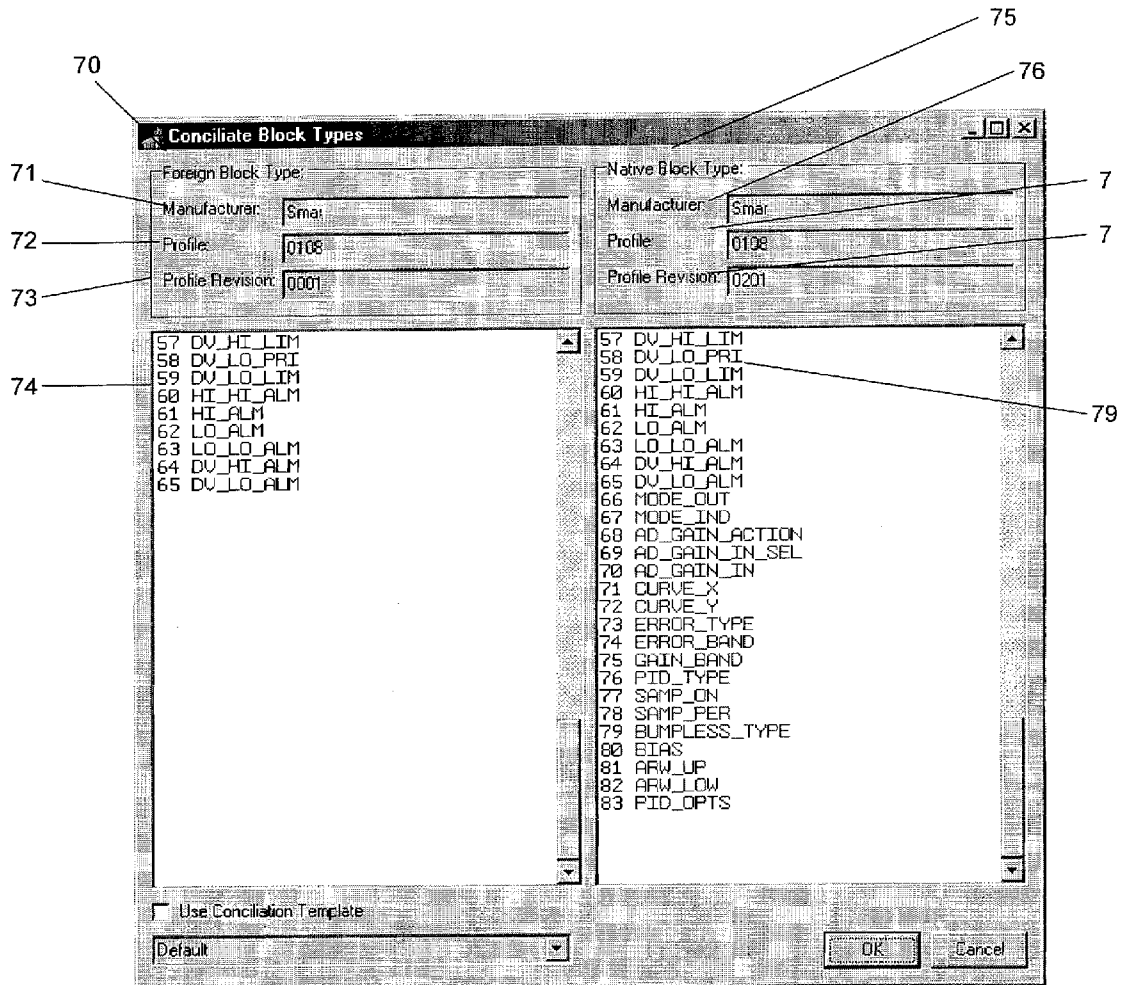 75
70
76
Conciliate Block Types
71
Foreign Block Type:
Manufacturer: Smar
72
Profile: 0108
73
Profile Revision: 0001
Native Block Type:
Manufacturer: Smar
7
Profile: 0108
7
Profile Revision: 0201
74
57 DV_HI_LIM
58 DV_LO_PRI
59 DV_LO_LIM
60 HI_HI_ALM
61 HI_ALM
62 LO_ALM
63 LO_LO_ALM
64 DV_HI_ALM
65 DV_LO_ALM
57 DV_HI_LIM
58 DV_LO_PRI
59 DV_LO_LIM
60 HI_HI_ALM
61 HI_ALM
62 LO_ALM
63 LO_LO_ALM
64 DV_HI_ALM
65 DV_LO_ALM
66 MODE_OUT
67 MODE_IND
68 AD_GAIN_ACTION
69 AD_GAIN_IN_SEL
70 AD_GAIN_IN
71 CURVE_X
72 CURVE_Y
73 ERROR_TYPE
74 ERROR_BAND
75 GAIN_BAND
76 PID_TYPE
77 SAMP_ON
78 SAMP_PER
79 BUMPLESS_TYPE
80 BIAS
81 ARW_UP
82 ARW_LOW
83 PID_OPTS
79
Use Conciliation Template
Default
OK
Cancel